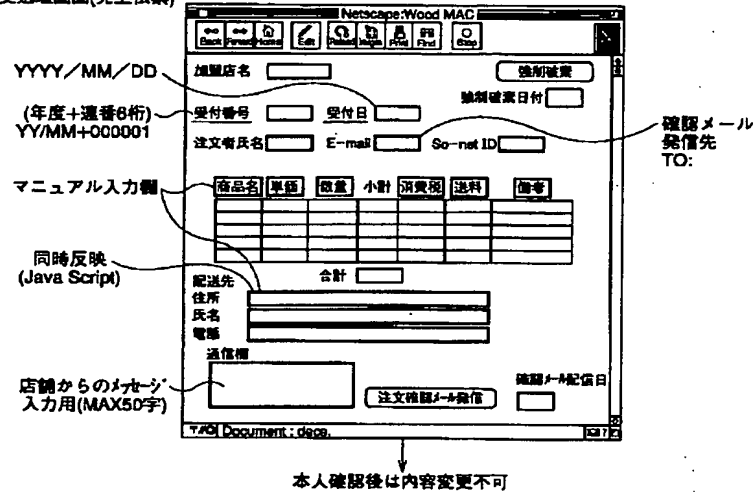 Netscape:Wood MAC
Back Forward Home Edit Reload Images Print Find Stop
加盟店名 強制破棄
YYYY／MM／DD
強制破棄日付
(年度＋連番6桁)
YY/MM+000001
受付番号 受付日
注文者氏名 E-mail So-net ID
確認メール
発信先
TO:
マニュアル入力欄
商品名 単価 数量 小計 消費税 送料 備考
同時反映
(Java Script)
合計
配送先
住所
氏名
電話
通信欄
店舗からのメッセージ
入力用(MAX50字)
注文確認メール発信
確認メール配信日
Document : dece.
本人確認後は内容変更不可